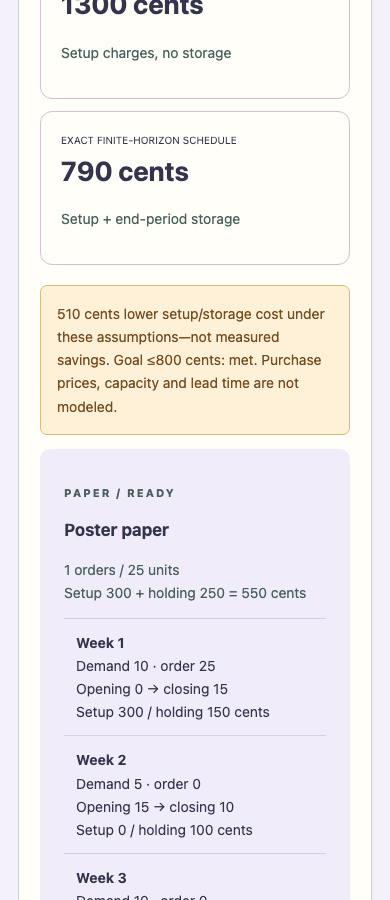 1300 cents
Setup charges, no storage
EXACT FINITE-HORIZON SCHEDULE
790 cents
Setup + end-period storage
510 cents lower setup/storage cost under
these assumptions—not measured
savings. Goal ≤800 cents: met. Purchase
prices, capacity and lead time are not
modeled.
PAPER / READY
Poster paper
1 orders / 25 units
Setup 300 + holding 250 = 550 cents
Week 1
Demand 10 · order 25
Opening 0 → closing 15
Setup 300 / holding 150 cents
Week 2
Demand 5 · order 0
Opening 15 → closing 10
Setup 0 / holding 100 cents
Week 3
Demand 10 · order 0